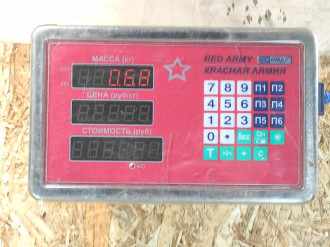 МАССА (кг)
0.68
ЦЕНА (руб/кг)
СТОИМОСТЬ (руб)
RED ARMY
КРАСНАЯ АРМИЯ
7 8 9 П1 П2
4 5 6 П3 П4
1 2 3 П5 П6
0
T + C